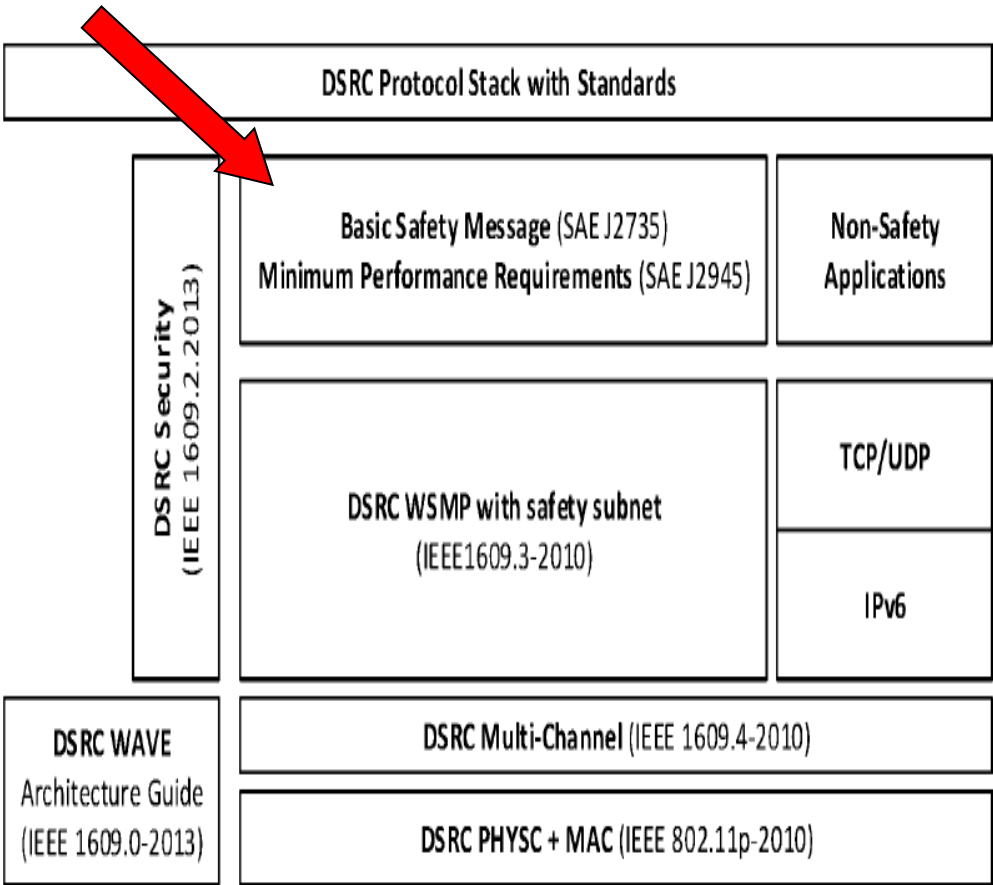 DSRC Protocol Stack with Standards
DSRC Security
(IEEE 1609.2.2013)
Basic Safety Message (SAE J2735)
Minimum Performance Requirements (SAE J2945)
Non-Safety
Applications
DSRC WSMP with safety subnet
(IEEE1609.3-2010)
TCP/UDP
IPv6
DSRC WAVE
Architecture Guide
(IEEE 1609.0-2013)
DSRC Multi-Channel (IEEE 1609.4-2010)
DSRC PHYSC + MAC (IEEE 802.11p-2010)